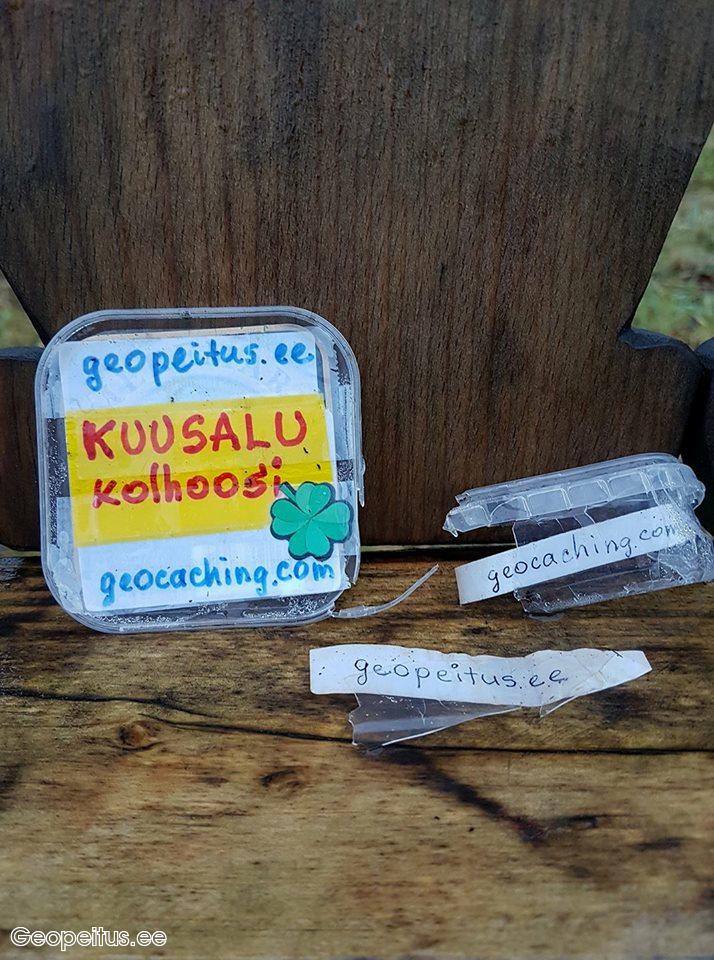 geopeitus.ee
KUUSALU
kolhoosi
geocaching.com
geocaching.com
geopeitus.ee
Geopeitus.ee